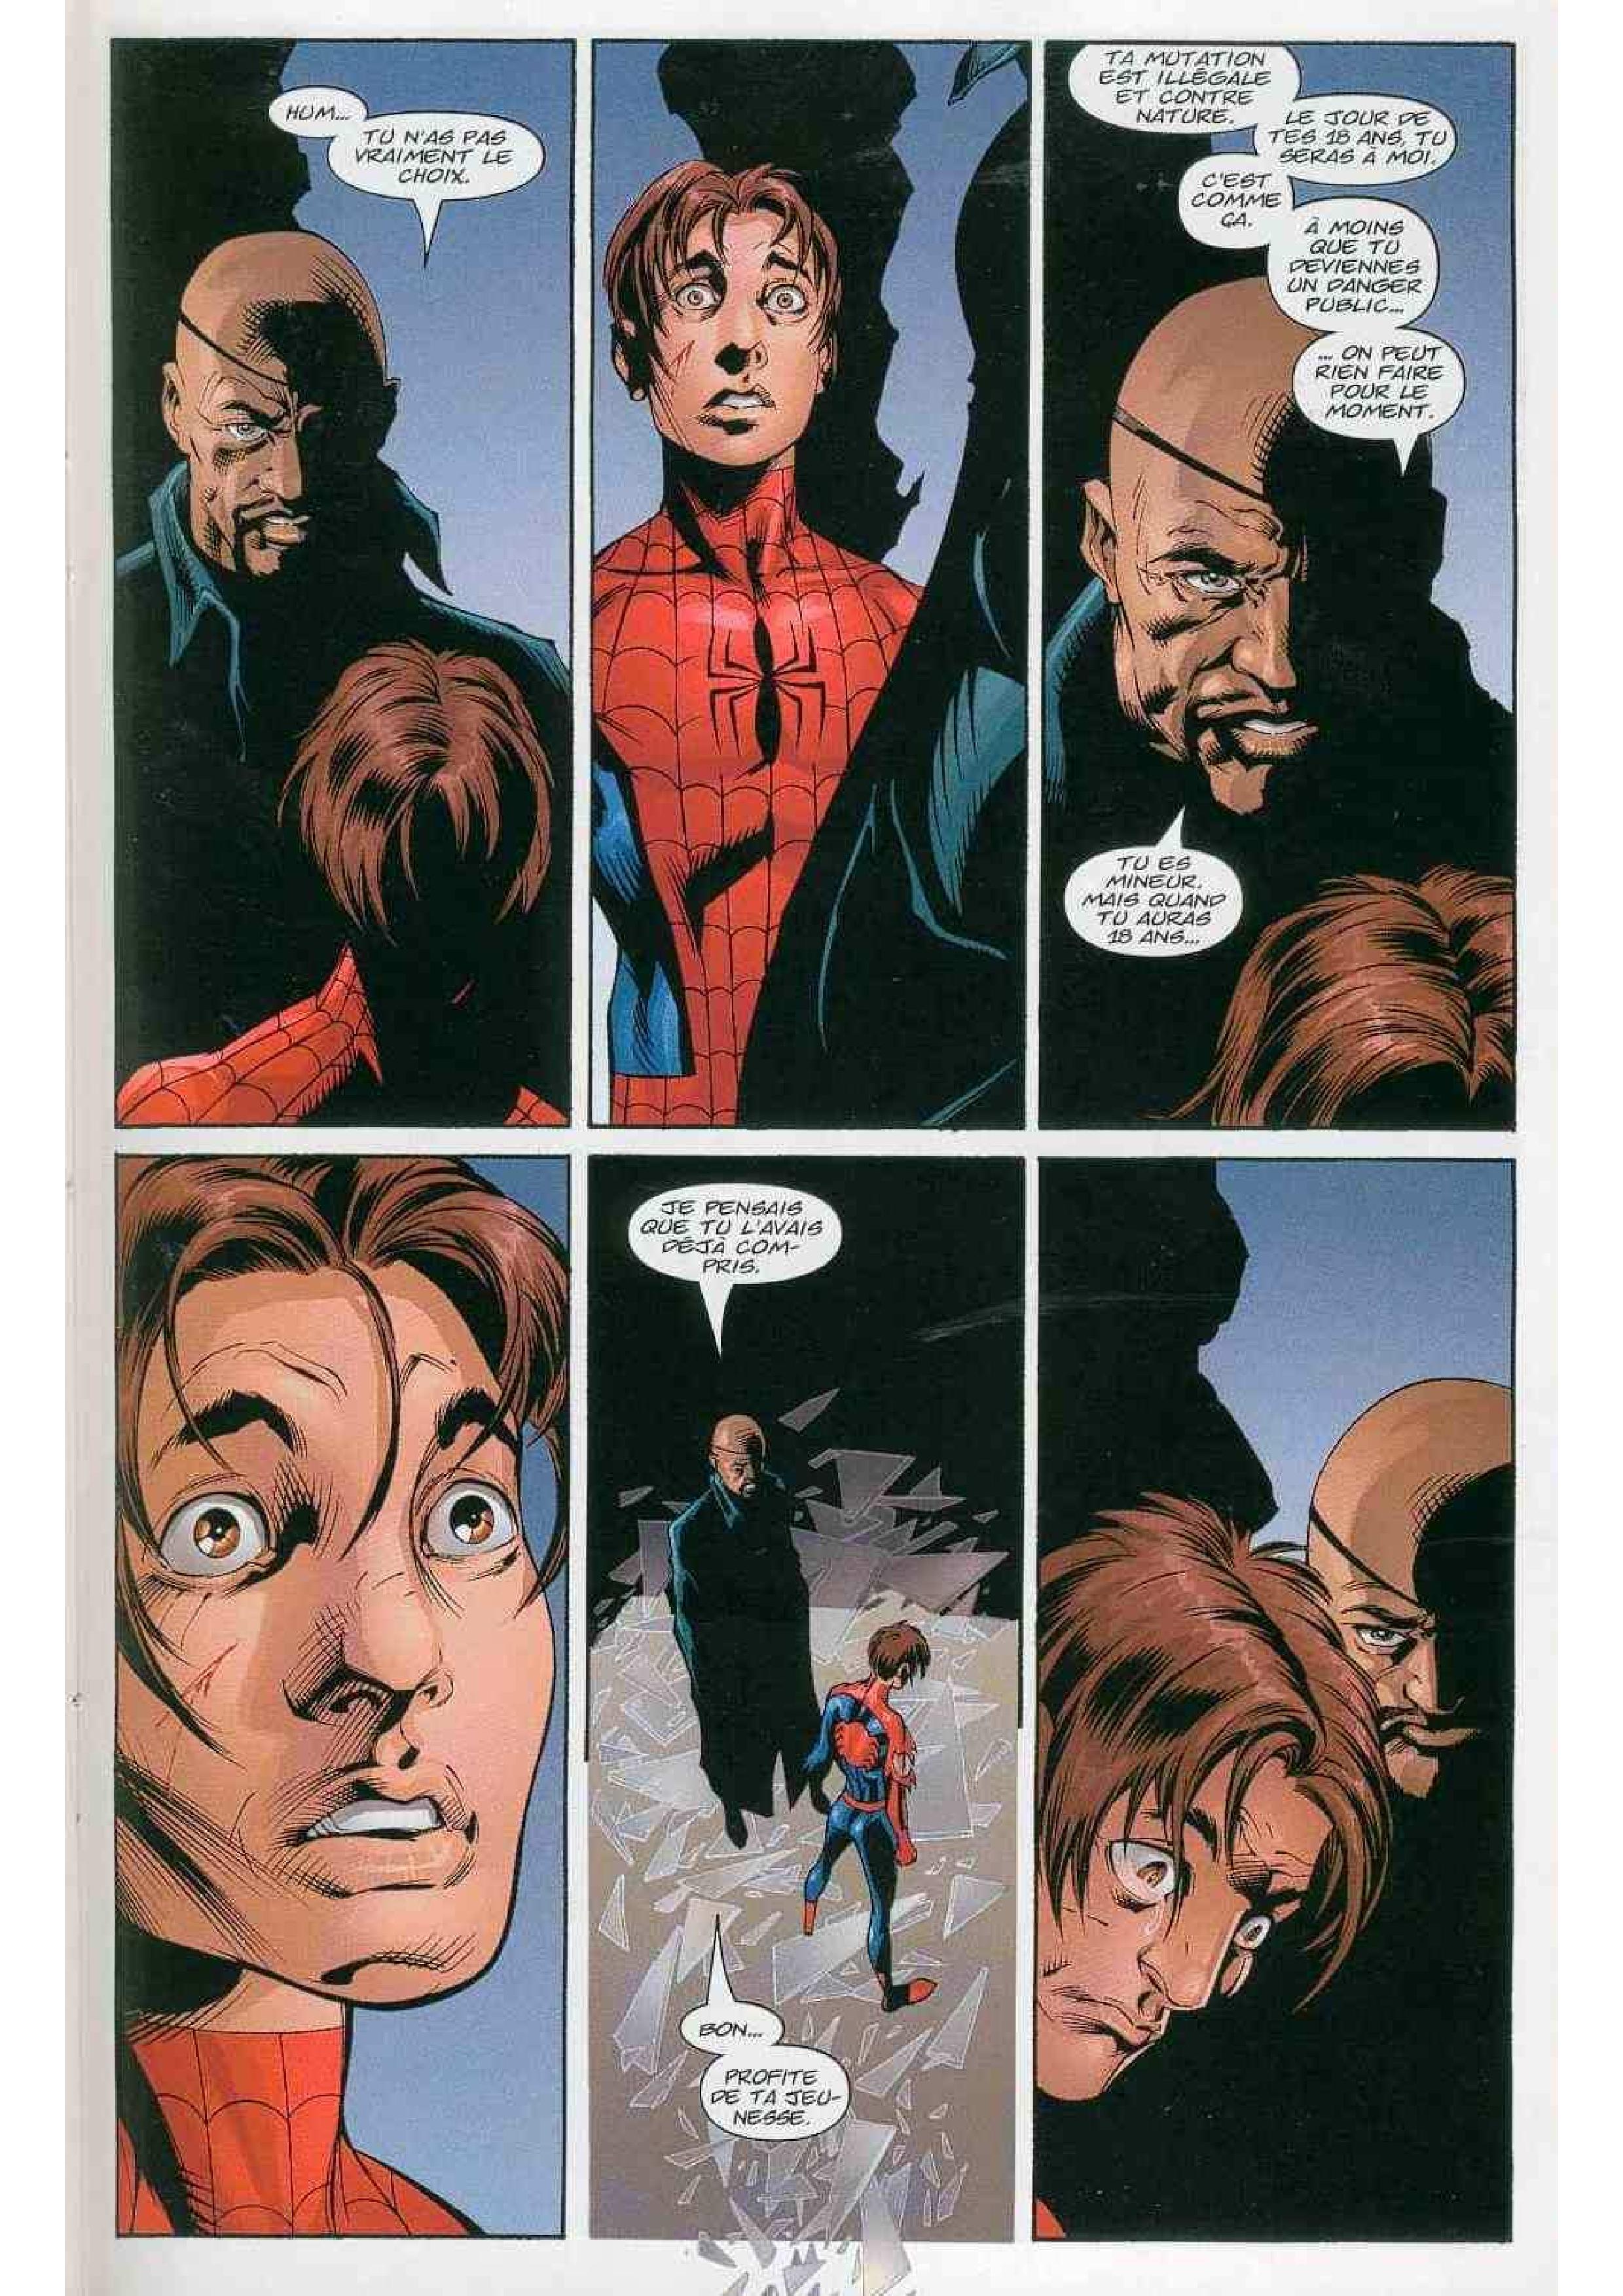 HUM...
TU N'AS PAS
VRAIMENT LE
CHOIX.
TA MUTATION
EST ILLÉGALE
ET CONTRE
NATURE.
LE JOUR DE
TES 18 ANS, TU
SERAS À MOI.
C'EST
COMME
ÇA.
À MOINS
QUE TU
DEVIENNES
UN DANGER
PUBLIC...
... ON PEUT
RIEN FAIRE
POUR LE
MOMENT.
TU ES
MINEUR.
MAIS QUAND
TU AURAS
18 ANS...
JE PENSAIS
QUE TU L'AVAIS
DÉJÀ COM-
PRIS.
BON...
PROFITE
DE TA JEU-
NESSE.